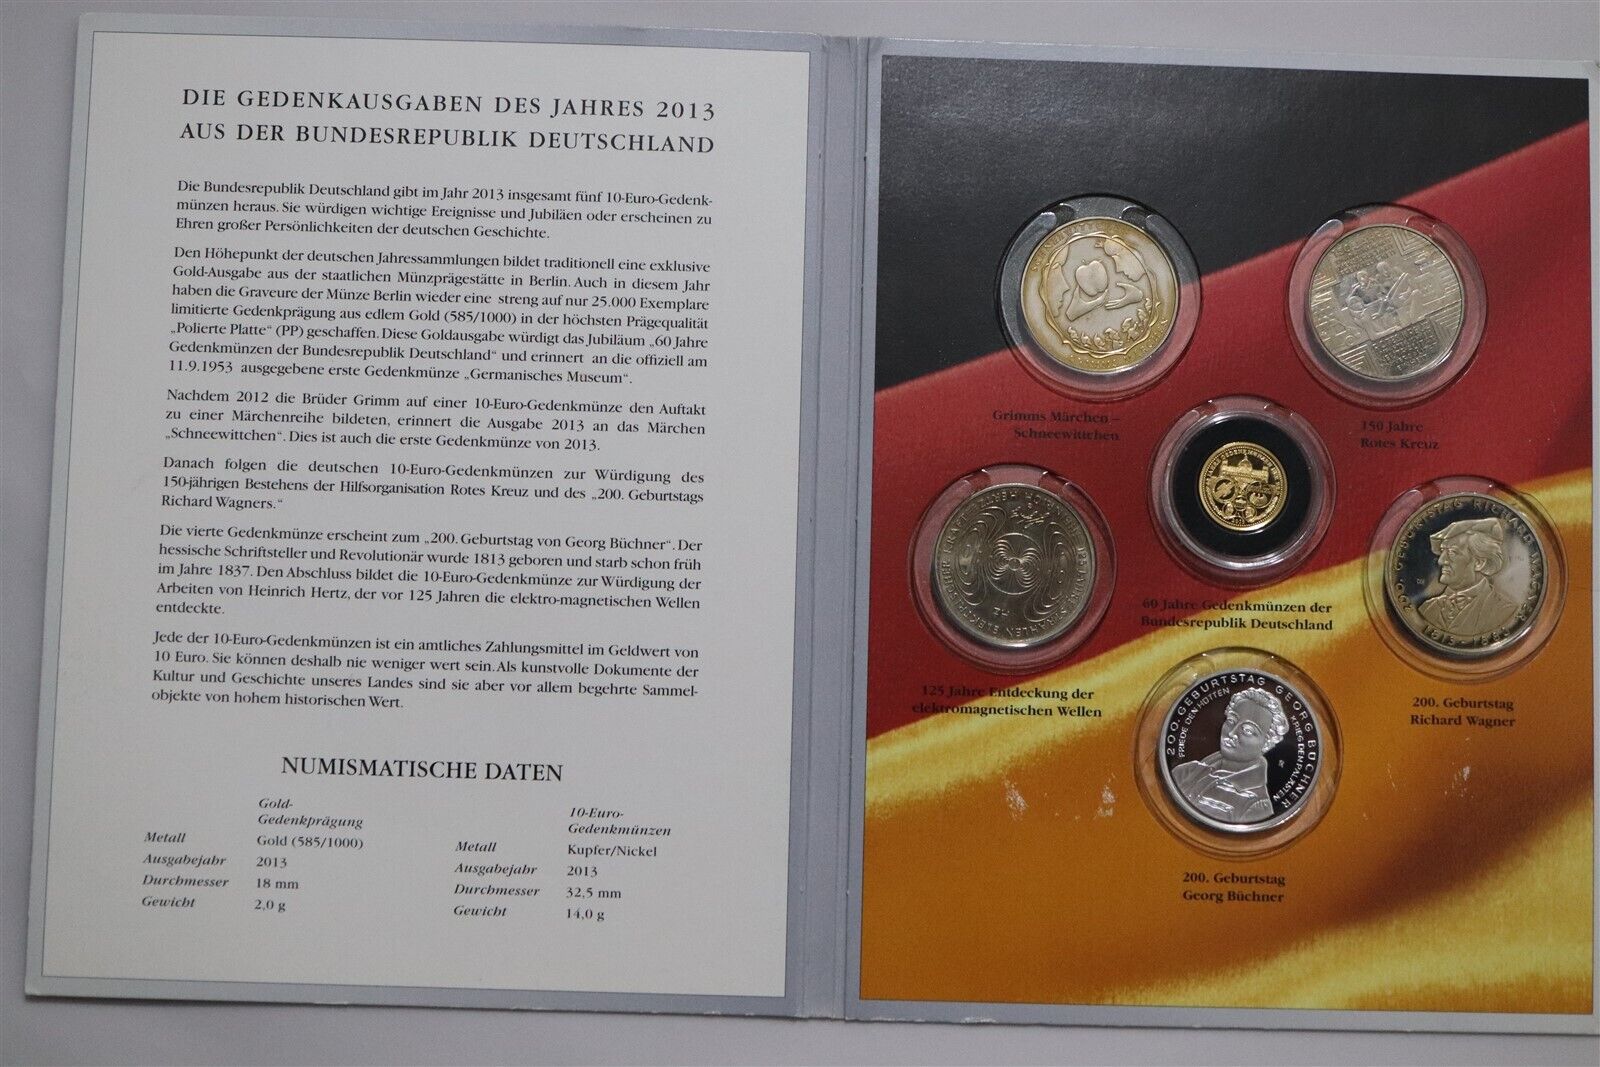 DIE GEDENKAUSGABEN DES JAHRES 2013
AUS DER BUNDESREPUBLIK DEUTSCHLAND
Die Bundesrepublik Deutschland gibt im Jahr 2013 insgesamt fünf 10-Euro-Gedenk-
münzen heraus. Sie würdigen wichtige Ereignisse und Jubiläen oder erscheinen zu
Ehren großer Persönlichkeiten der deutschen Geschichte.
Den Höhepunkt der deutschen Jahressammlungen bildet traditionell eine exklusive
Gold-Ausgabe aus der staatlichen Münzprägestätte in Berlin. Auch in diesem Jahr
haben die Graveure der Münze Berlin wieder eine streng auf nur 25.000 Exemplare
limitierte Gedenkprägung aus edlem Gold (585/1000) in der höchsten Prägequalität
„Polierte Platte“ (PP) geschaffen. Diese Goldausgabe würdigt das Jubiläum „60 Jahre
Gedenkmünzen der Bundesrepublik Deutschland“ und erinnert an die offiziell am
11.9.1953 ausgegebene erste Gedenkmünze „Germanisches Museum“.
Nachdem 2012 die Brüder Grimm auf einer 10-Euro-Gedenkmünze den Auftakt
zu einer Märchenreihe bildeten, erinnert die Ausgabe 2013 an das Märchen
„Schneewittchen“. Dies ist auch die erste Gedenkmünze von 2013.
Danach folgen die deutschen 10-Euro-Gedenkmünzen zur Würdigung des
150-jährigen Bestehens der Hilfsorganisation Rotes Kreuz und des „200. Geburtstags
Richard Wagners.“
Die vierte Gedenkmünze erscheint zum „200. Geburtstag von Georg Büchner“. Der
hessische Schriftsteller und Revolutionär wurde 1813 geboren und starb schon früh
im Jahre 1837. Den Abschluss bildet die 10-Euro-Gedenkmünze zur Würdigung der
Arbeiten von Heinrich Hertz, der vor 125 Jahren die elektro-magnetischen Wellen
entdeckte.
Jede der 10-Euro-Gedenkmünzen ist ein amtliches Zahlungsmittel im Geldwert von
10 Euro. Sie können deshalb nie weniger wert sein. Als kunstvolle Dokumente der
Kultur und Geschichte unseres Landes sind sie aber vor allem begehrte Sammel-
objekte von hohem historischen Wert.
NUMISMATISCHE DATEN
Gold-
Gedenkprägung
Metall Gold (585/1000)
Ausgabejahr 2013
Durchmesser 18 mm
Gewicht 2,0 g
10-Euro-
Gedenkmünzen
Metall Kupfer/Nickel
Ausgabejahr 2013
Durchmesser 32,5 mm
Gewicht 14,0 g
Grimms Märchen –
Schneewittchen
150 Jahre
Rotes Kreuz
60 Jahre Gedenkmünzen der
Bundesrepublik Deutschland
125 Jahre Entdeckung der
elektromagnetischen Wellen
200. GEBURTSTAG RICHARD WAGNER
1813 - 1883
200. Geburtstag
Richard Wagner
200. GEBURTSTAG GEORG BÜCHNER
FRIEDE DEN HÜTTEN
KRIEG DEN PALÄSTEN
200. Geburtstag
Georg Büchner